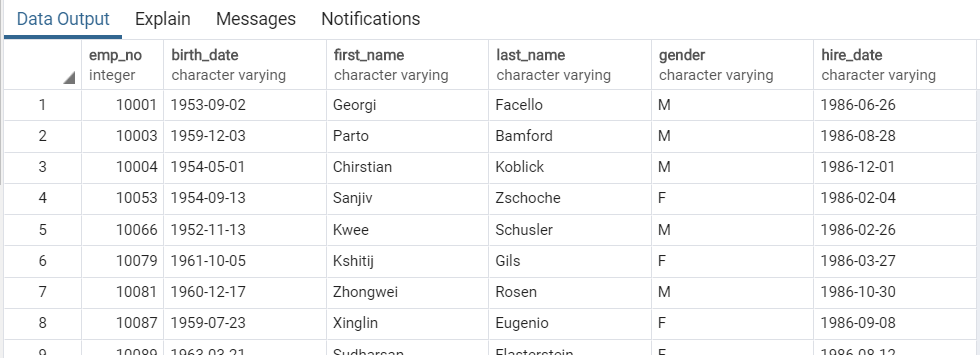 Data Output Explain Messages Notifications
emp_no birth_date first_name last_name gender hire_date
integer character varying character varying character varying character varying character varying
1 10001 1953-09-02 Georgi Facello M 1986-06-26
2 10003 1959-12-03 Parto Bamford M 1986-08-28
3 10004 1954-05-01 Chirstian Koblick M 1986-12-01
4 10053 1954-09-13 Sanjiv Zschoche F 1986-02-04
5 10066 1952-11-13 Kwee Schusler M 1986-02-26
6 10079 1961-10-05 Kshitij Gils F 1986-03-27
7 10081 1960-12-17 Zhongwei Rosen M 1986-10-30
8 10087 1959-07-23 Xinglin Eugenio F 1986-09-08
9 10089 1963-03-21 Sudharsan Flasterstein F 1986-08-12